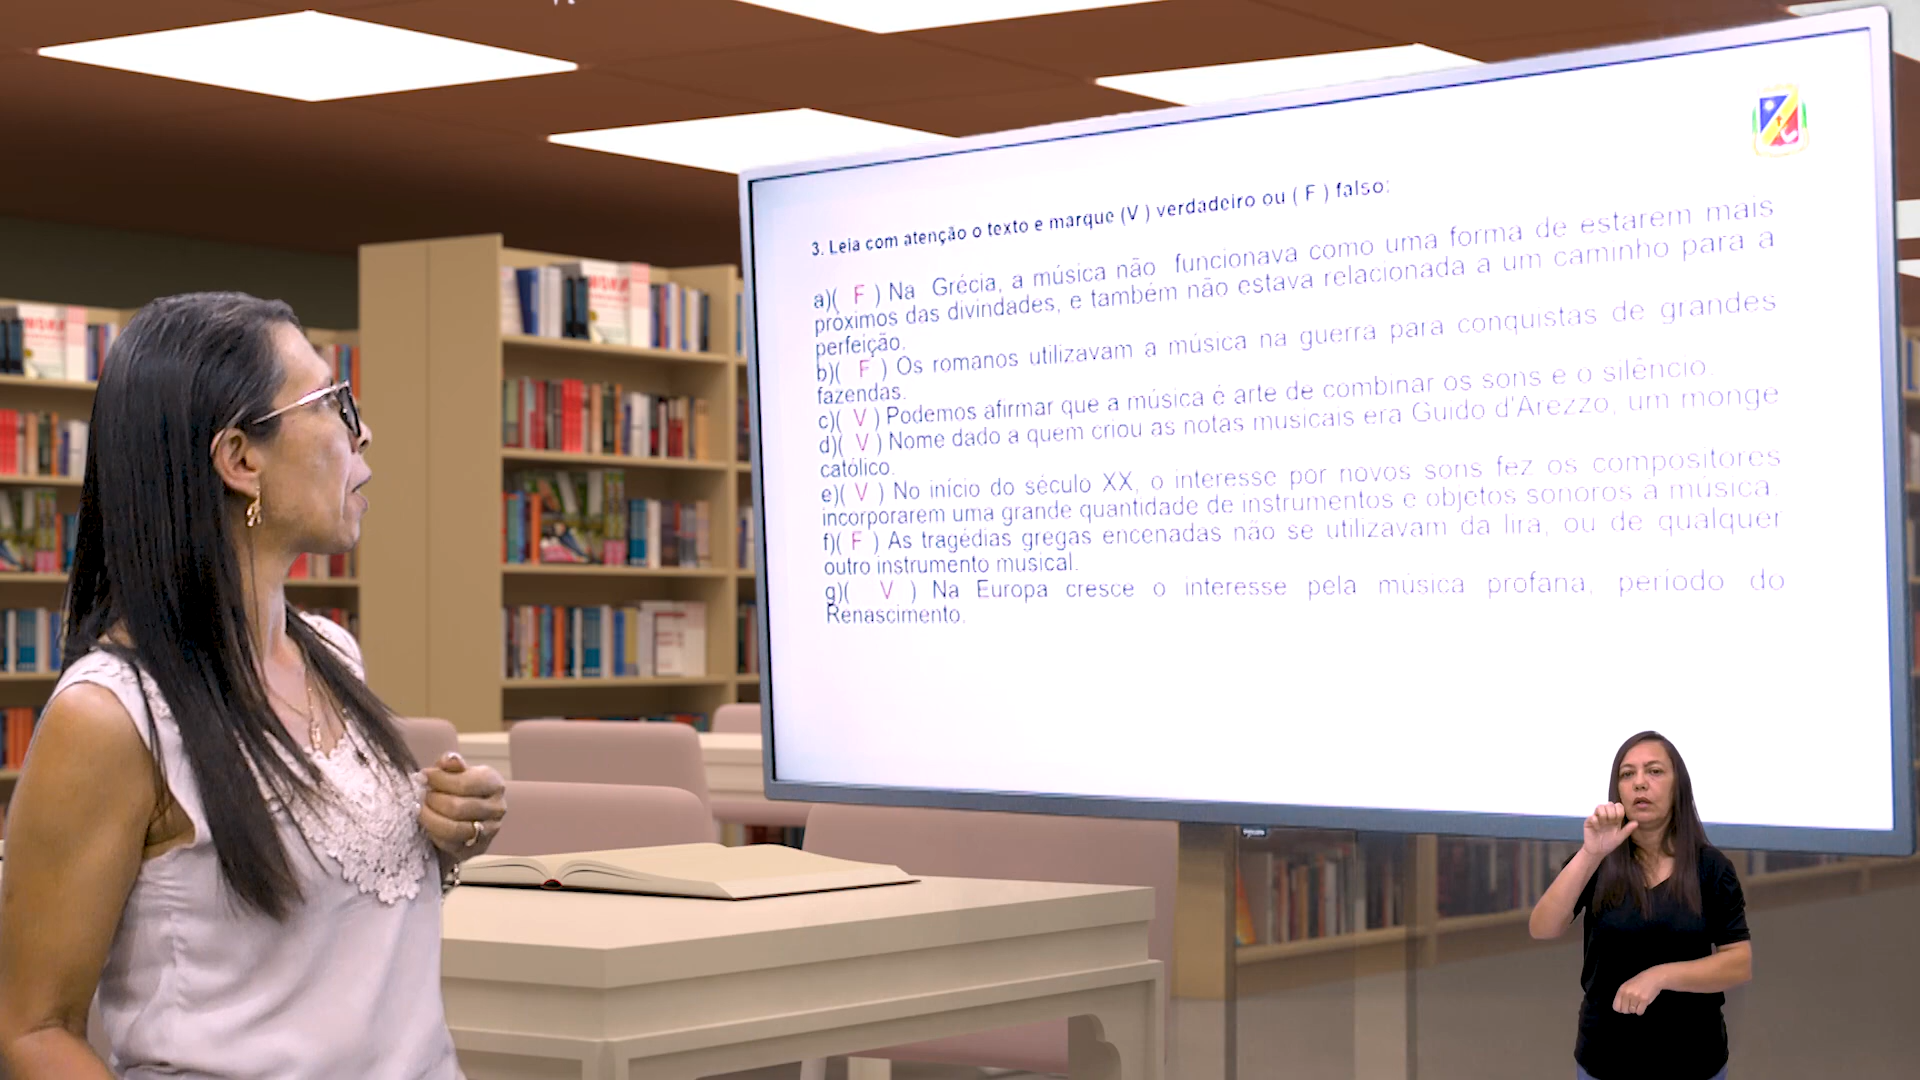 3. Leia com atenção o texto e marque (V ) verdadeiro ou ( F ) falso:
a)( F ) Na Grécia, a música não funcionava como uma forma de estarem mais
próximos das divindades, e também não estava relacionada a um caminho para a
perfeição.
b)( F ) Os romanos utilizavam a música na guerra para conquistas de grandes
fazendas.
c)( V ) Podemos afirmar que a música é arte de combinar os sons e o silêncio.
d)( V ) Nome dado a quem criou as notas musicais era Guido d'Arezzo, um monge
católico.
e)( V ) No início do século XX, o interesse por novos sons fez os compositores
incorporarem uma grande quantidade de instrumentos e objetos sonoros à música.
f)( F ) As tragédias gregas encenadas não se utilizavam da lira, ou de qualquer
outro instrumento musical.
g)( V ) Na Europa cresce o interesse pela música profana, período do
Renascimento.